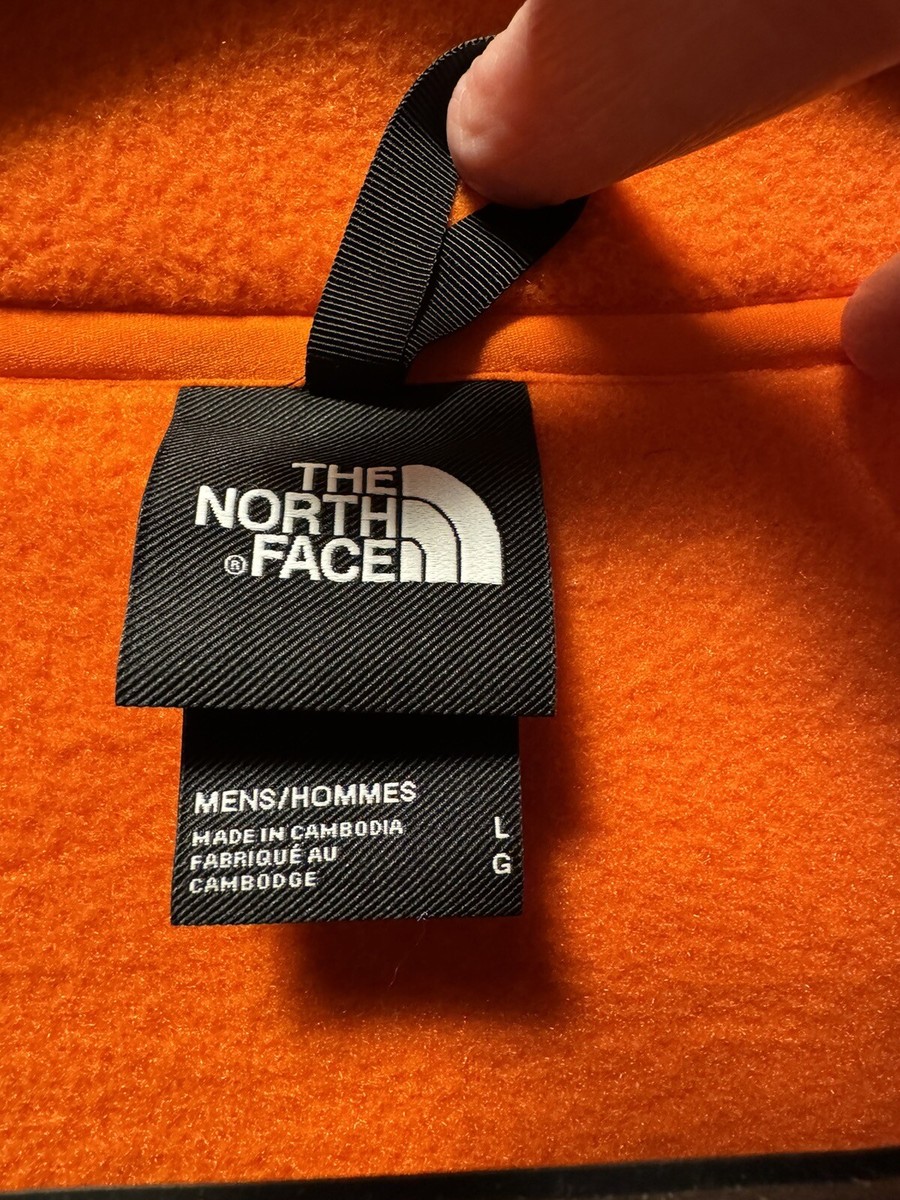 THE
NORTH
®FACE
MENS/HOMMES
MADE IN CAMBODIA
FABRIQUÉ AU
CAMBODGE
L
G